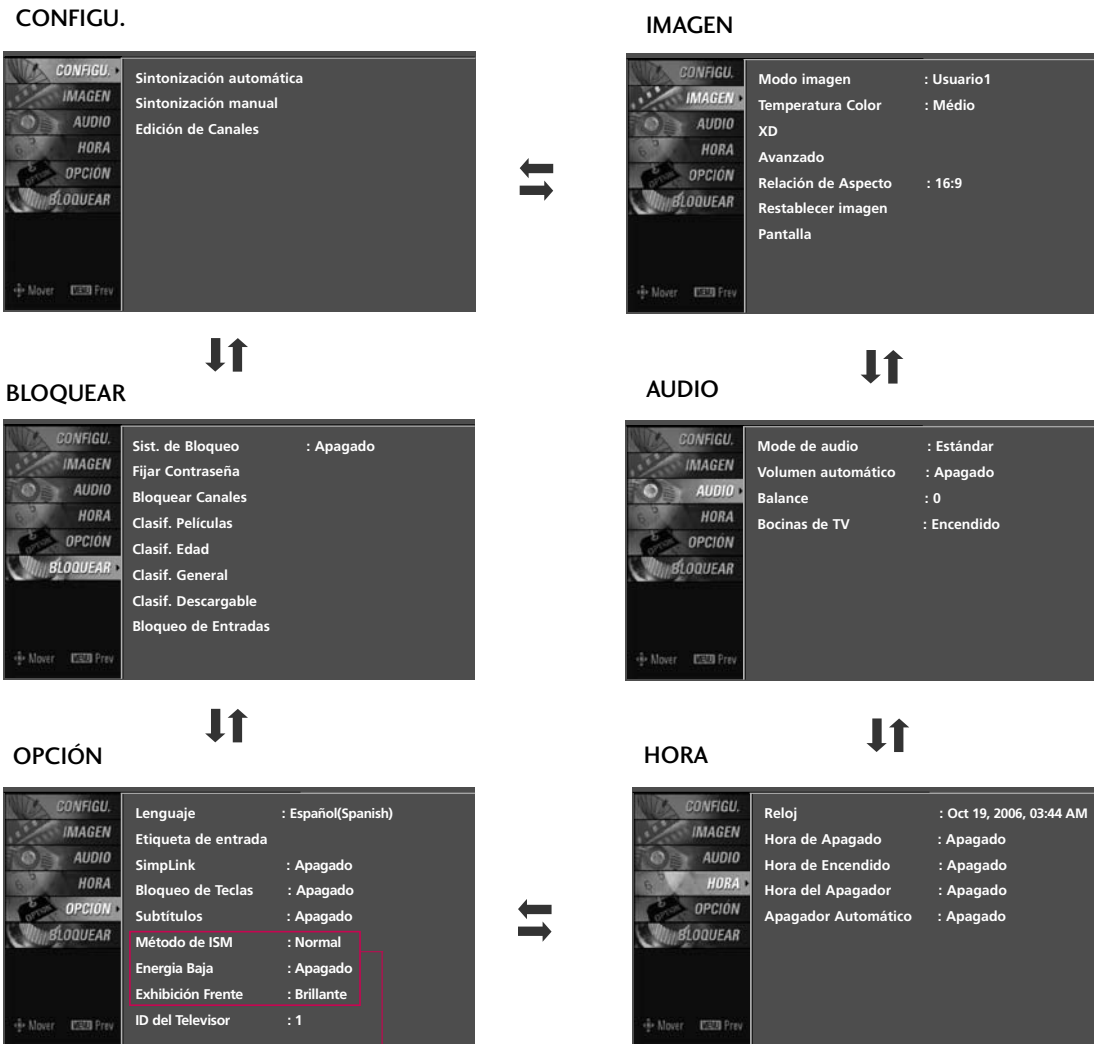 CONFIGU.
CONFIGU.
IMAGEN
AUDIO
HORA
OPCIÓN
BLOQUEAR
Mover MENU Prev
Sintonización automática
Sintonización manual
Edición de Canales
IMAGEN
CONFIGU.
IMAGEN
AUDIO
HORA
OPCIÓN
BLOQUEAR
Mover MENU Prev
Modo imagen : Usuario1
Temperatura Color : Médio
XD
Avanzado
Relación de Aspecto : 16:9
Restablecer imagen
Pantalla
BLOQUEAR
CONFIGU.
IMAGEN
AUDIO
HORA
OPCIÓN
BLOQUEAR
Mover MENU Prev
Sist. de Bloqueo : Apagado
Fijar Contraseña
Bloquear Canales
Clasif. Películas
Clasif. Edad
Clasif. General
Clasif. Descargable
Bloqueo de Entradas
AUDIO
CONFIGU.
IMAGEN
AUDIO
HORA
OPCIÓN
BLOQUEAR
Mover MENU Prev
Mode de audio : Estándar
Volumen automático : Apagado
Balance : 0
Bocinas de TV : Encendido
OPCIÓN
CONFIGU.
IMAGEN
AUDIO
HORA
OPCIÓN
BLOQUEAR
Mover MENU Prev
Lenguaje : Español(Spanish)
Etiqueta de entrada
SimpLink : Apagado
Bloqueo de Teclas : Apagado
Subtítulos : Apagado
Método de ISM : Normal
Energia Baja : Apagado
Exhibición Frente : Brillante
ID del Televisor : 1
HORA
CONFIGU.
IMAGEN
AUDIO
HORA
OPCIÓN
BLOQUEAR
Mover MENU Prev
Reloj : Oct 19, 2006, 03:44 AM
Hora de Apagado : Apagado
Hora de Encendido : Apagado
Hora del Apagador : Apagado
Apagador Automático : Apagado